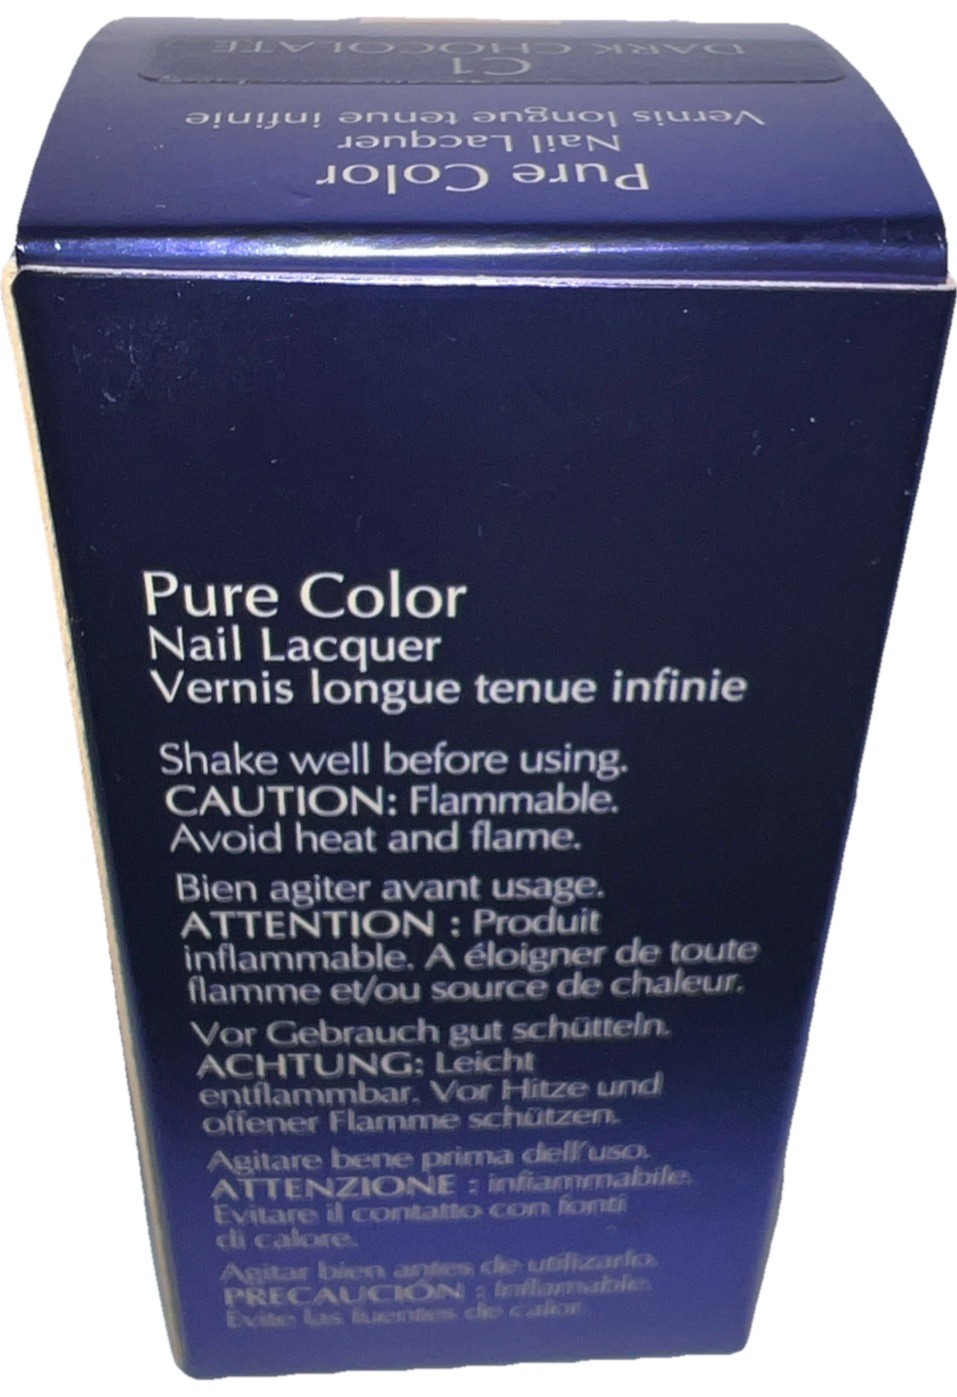 Pure Color
Nail Lacquer
Vernis longue tenue infinie
C1
DARK CHOCOLATE
Pure Color
Nail Lacquer
Vernis longue tenue infinie
Shake well before using.
CAUTION: Flammable.
Avoid heat and flame.
Bien agiter avant usage.
ATTENTION : Produit
inflammable. A éloigner de toute
flamme et/ou source de chaleur.
Vor Gebrauch gut schütteln.
ACHTUNG: Leicht
entflammbar. Vor Hitze und
offener Flamme schützen.
Agitare bene prima dell'uso.
ATTENZIONE : infiammabile.
Evitare il contatto con fonti
di calore.
Agitar bien antes de utilizarlo.
PRECAUCIÓN : Inflamable.
Evite las fuentes de calor.